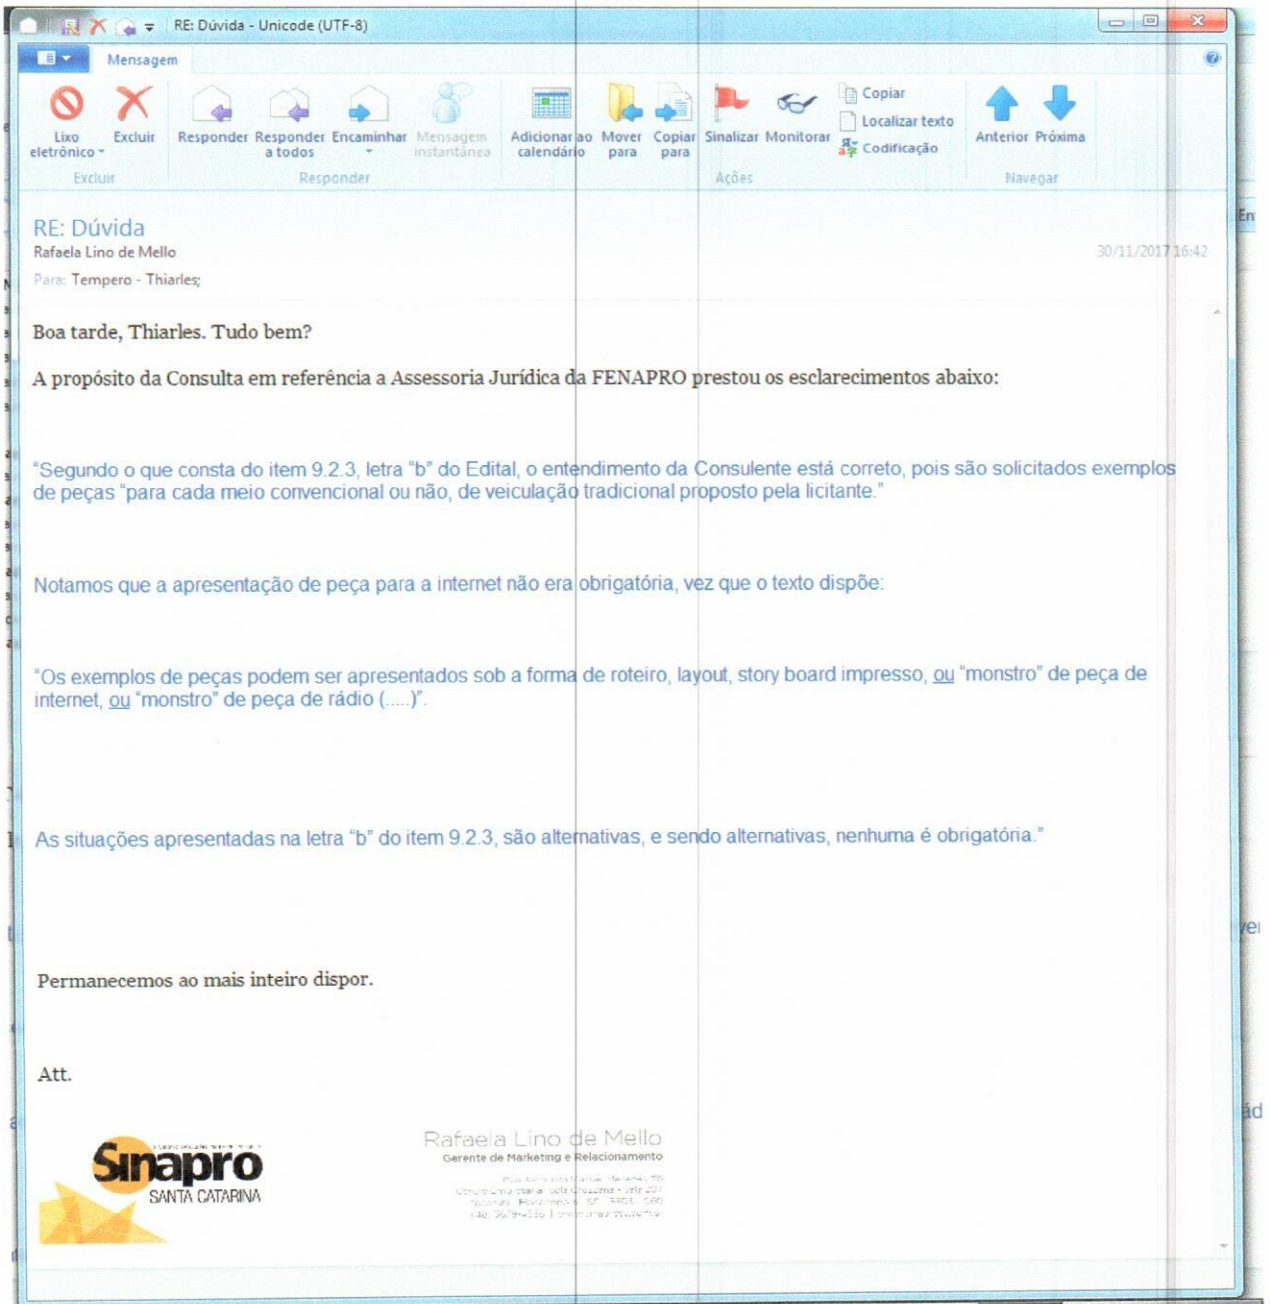 RE: Dúvida - Unicode (UTF-8)
Mensagem
Lixo eletrônico
Excluir
Responder
Responder a todos
Encaminhar
Mensagem instantânea
Adicionar ao calendário
Mover para
Copiar para
Sinalizar
Monitorar
Copiar
Localizar texto
Codificação
Anterior
Próxima
Excluir
Responder
Ações
Navegar
RE: Dúvida
Rafaela Lino de Mello
30/11/2017 16:42
Para: Tempero - Thiarles;
Boa tarde, Thiarles. Tudo bem?
A propósito da Consulta em referência a Assessoria Jurídica da FENAPRO prestou os esclarecimentos abaixo:
“Segundo o que consta do item 9.2.3, letra “b” do Edital, o entendimento da Consulente está correto, pois são solicitados exemplos
de peças “para cada meio convencional ou não, de veiculação tradicional proposto pela licitante.”
Notamos que a apresentação de peça para a internet não era obrigatória, vez que o texto dispõe:
“Os exemplos de peças podem ser apresentados sob a forma de roteiro, layout, story board impresso, ou “monstro” de peça de
internet, ou “monstro” de peça de rádio (.....)”.
As situações apresentadas na letra “b” do item 9.2.3, são alternativas, e sendo alternativas, nenhuma é obrigatória.”
Permanecemos ao mais inteiro dispor.
Att.
Sinapro
SANTA CATARINA
Rafaela Lino de Mello
Gerente de Marketing e Relacionamento